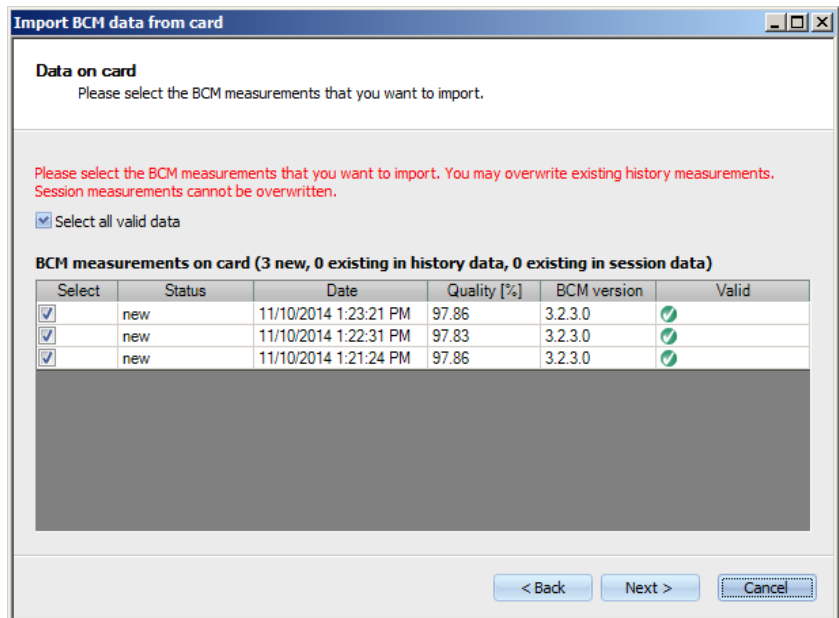 Import BCM data from card
Data on card
Please select the BCM measurements that you want to import.
Please select the BCM measurements that you want to import. You may overwrite existing history measurements.
Session measurements cannot be overwritten.
Select all valid data
BCM measurements on card (3 new, 0 existing in history data, 0 existing in session data)
Select Status Date Quality [%] BCM version Valid
new 11/10/2014 1:23:21 PM 97.86 3.2.3.0
new 11/10/2014 1:22:31 PM 97.83 3.2.3.0
new 11/10/2014 1:21:24 PM 97.86 3.2.3.0
< Back Next > Cancel